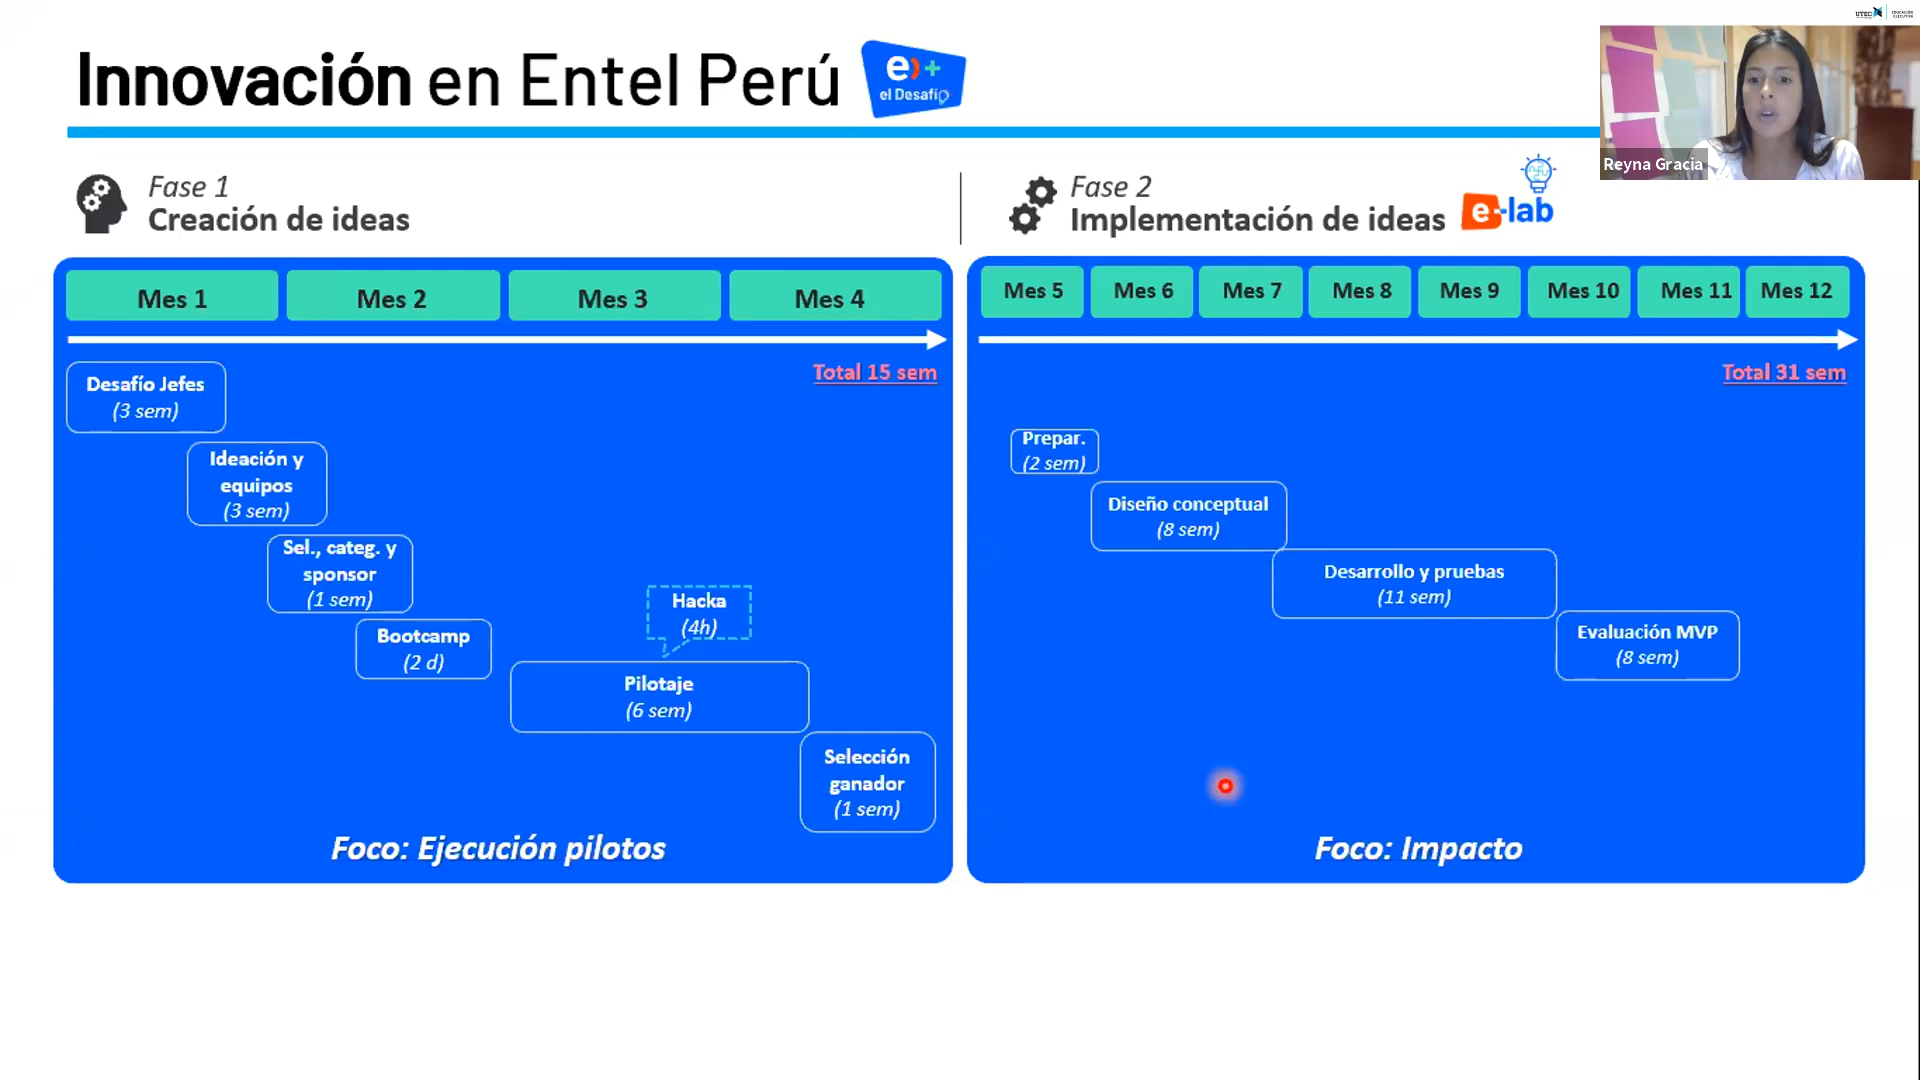 UTEC
EDUCACIÓN
EJECUTIVA
Innovación en Entel Perú
e)+
el Desafío
Reyna Gracia
Fase 1
Creación de ideas
Fase 2
Implementación de ideas
e-lab
Mes 1
Mes 2
Mes 3
Mes 4
Mes 5
Mes 6
Mes 7
Mes 8
Mes 9
Mes 10
Mes 11
Mes 12
Total 15 sem
Desafío Jefes
(3 sem)
Ideación y
equipos
(3 sem)
Sel., categ. y
sponsor
(1 sem)
Bootcamp
(2 d)
Hacka
(4h)
Pilotaje
(6 sem)
Selección
ganador
(1 sem)
Foco: Ejecución pilotos
Total 31 sem
Prepar.
(2 sem)
Diseño conceptual
(8 sem)
Desarrollo y pruebas
(11 sem)
Evaluación MVP
(8 sem)
Foco: Impacto